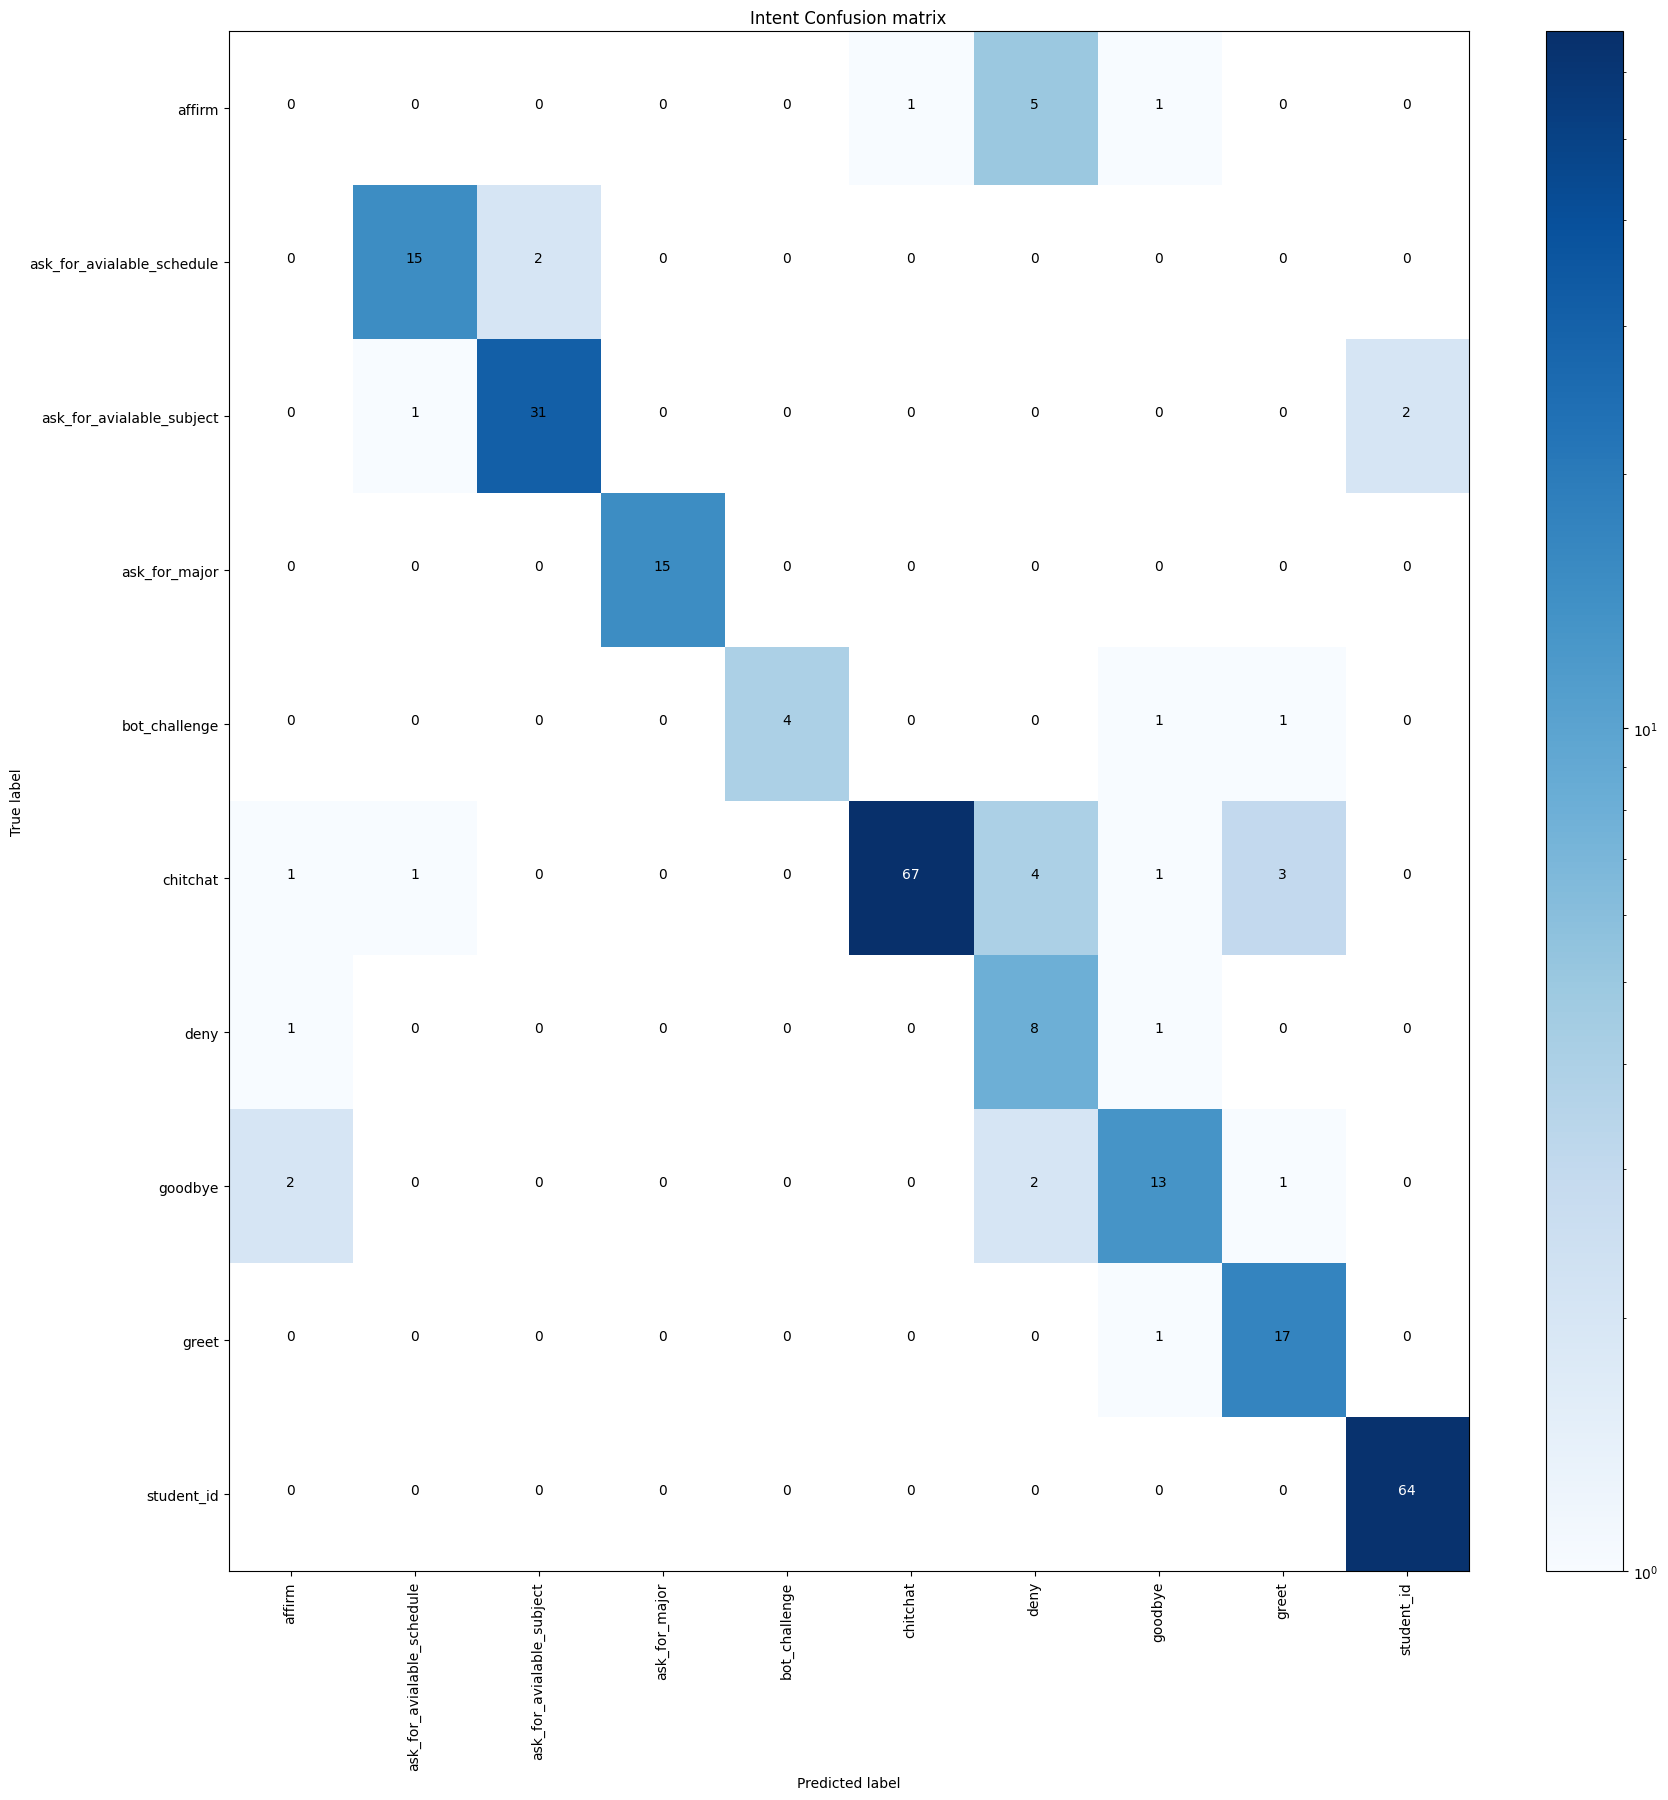 Intent Confusion matrix
True label
affirm 0 0 0 0 0 1 5 1 0 0
ask_for_avialable_schedule 0 15 2 0 0 0 0 0 0 0
ask_for_avialable_subject 0 1 31 0 0 0 0 0 0 2
ask_for_major 0 0 0 15 0 0 0 0 0 0
bot_challenge 0 0 0 0 4 0 0 1 1 0
chitchat 1 1 0 0 0 67 4 1 3 0
deny 1 0 0 0 0 0 8 1 0 0
goodbye 2 0 0 0 0 0 2 13 1 0
greet 0 0 0 0 0 0 0 1 17 0
student_id 0 0 0 0 0 0 0 0 0 64
affirm
ask_for_avialable_schedule
ask_for_avialable_subject
ask_for_major
bot_challenge
chitchat
deny
goodbye
greet
student_id
Predicted label
10¹
10⁰